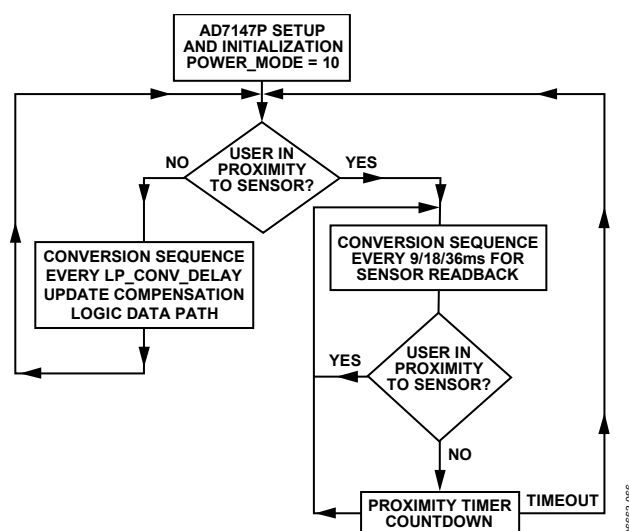 AD7147P SETUP
AND INITIALIZATION
POWER_MODE = 10
NO
USER IN
PROXIMITY
TO SENSOR?
YES
CONVERSION SEQUENCE
EVERY LP_CONV_DELAY
UPDATE COMPENSATION
LOGIC DATA PATH
CONVERSION SEQUENCE
EVERY 9/18/36ms FOR
SENSOR READBACK
YES
USER IN
PROXIMITY
TO SENSOR?
NO
PROXIMITY TIMER
COUNTDOWN
TIMEOUT